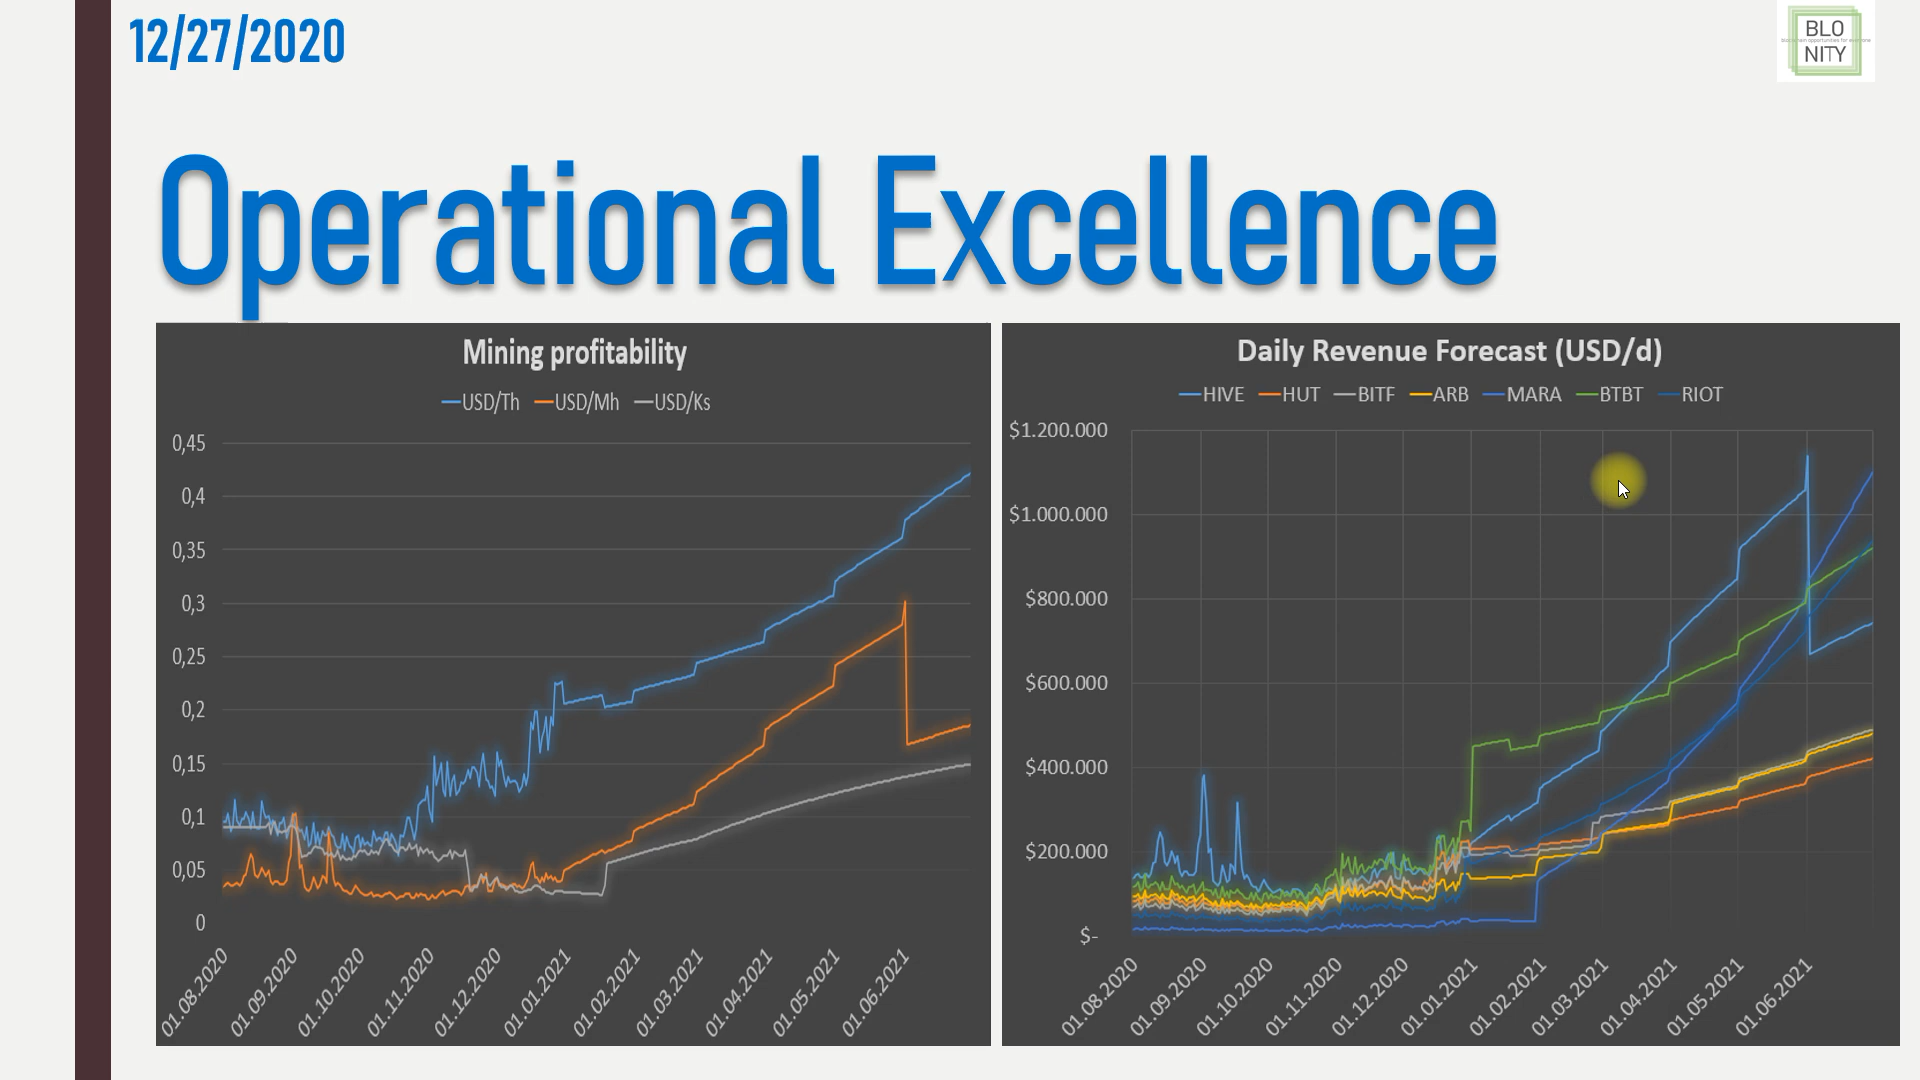 12/27/2020
BLO
blockchain opportunities for everyone
NITY
Operational Excellence
Mining profitability
USD/Th USD/Mh USD/Ks
0,45
0,4
0,35
0,3
0,25
0,2
0,15
0,1
0,05
0
01.08.2020 01.09.2020 01.10.2020 01.11.2020 01.12.2020 01.01.2021 01.02.2021 01.03.2021 01.04.2021 01.05.2021 01.06.2021
Daily Revenue Forecast (USD/d)
HIVE HUT BITF ARB MARA BTBT RIOT
$1.200.000
$1.000.000
$800.000
$600.000
$400.000
$200.000
$-
01.08.2020 01.09.2020 01.10.2020 01.11.2020 01.12.2020 01.01.2021 01.02.2021 01.03.2021 01.04.2021 01.05.2021 01.06.2021